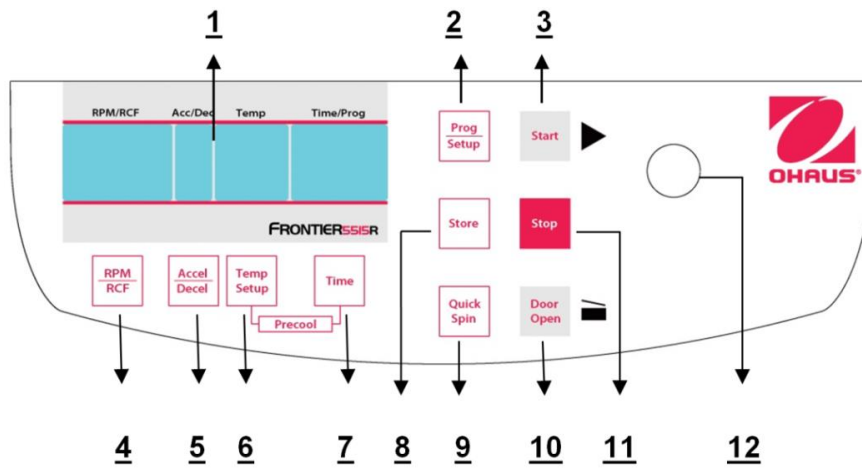 1 2 3
RPM/RCF Acc/Dec Temp Time/Prog
Prog
Setup
Start
OHAUS®
FRONTIER5515R
Store
Stop
RPM
RCF
Accel
Decel
Temp
Setup
Time
Precool
Quick
Spin
Door
Open
4 5 6 7 8 9 10 11 12